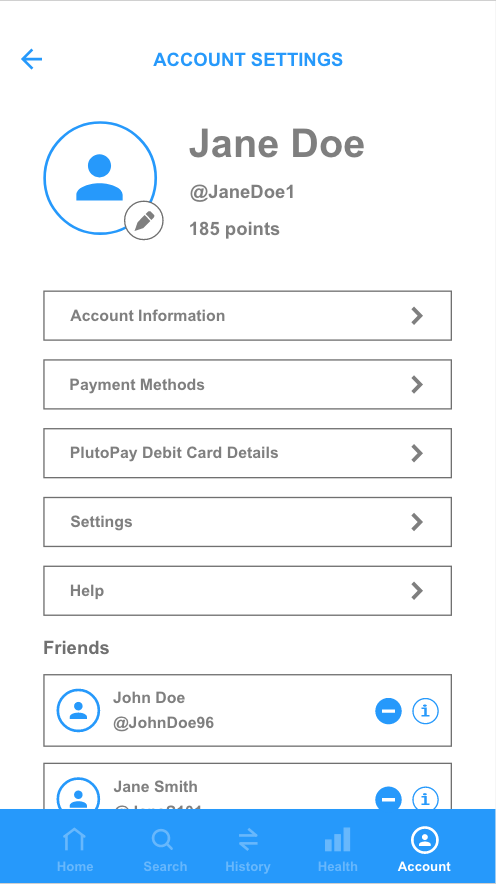 ACCOUNT SETTINGS
Jane Doe
@JaneDoe1
185 points
Account Information
Payment Methods
PlutoPay Debit Card Details
Settings
Help
Friends
John Doe
@JohnDoe96
Jane Smith
Home Search History Health Account